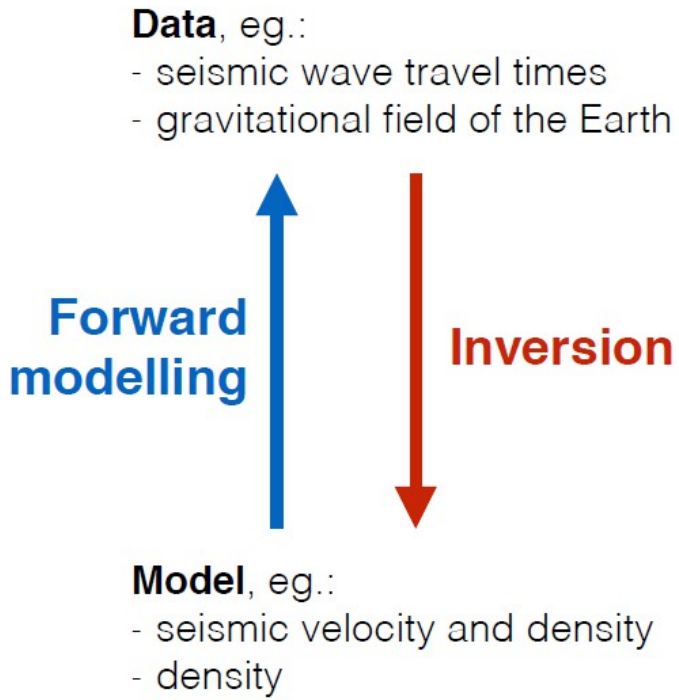 Data, eg.:
- seismic wave travel times
- gravitational field of the Earth
Forward
modelling
Inversion
Model, eg.:
- seismic velocity and density
- density